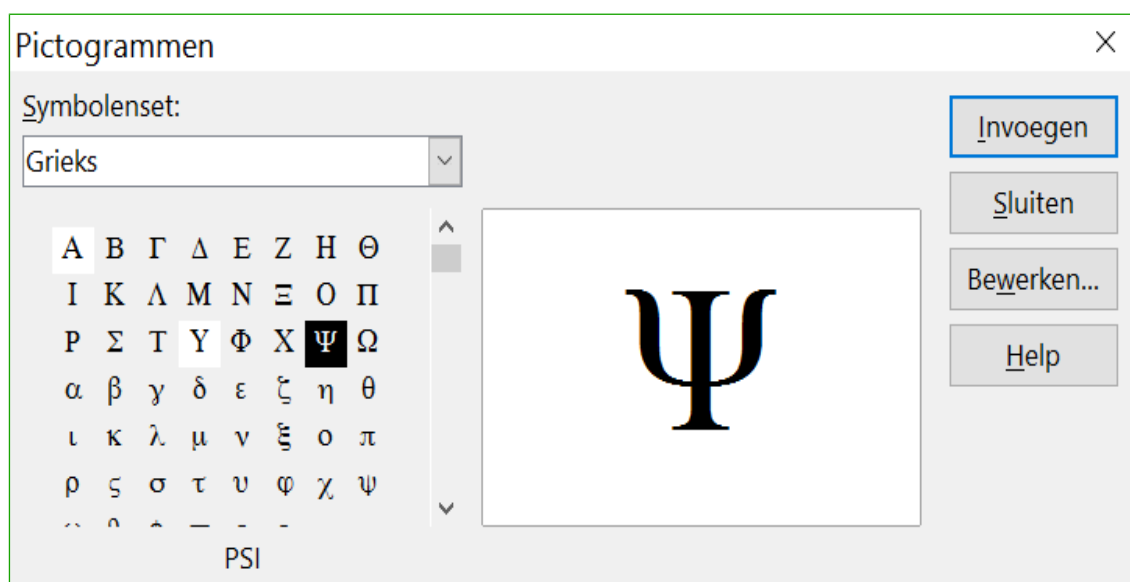 Pictogrammen
Symbolenset:
Grieks
Invoegen
Sluiten
Bewerken...
Help
Α Β Γ Δ Ε Ζ Η Θ
Ι Κ Λ Μ Ν Ξ Ο Π
Ρ Σ Τ Υ Φ Χ Ψ Ω
α β γ δ ε ζ η θ
ι κ λ μ ν ξ ο π
ρ ς σ τ υ φ χ ψ
Ψ
PSI